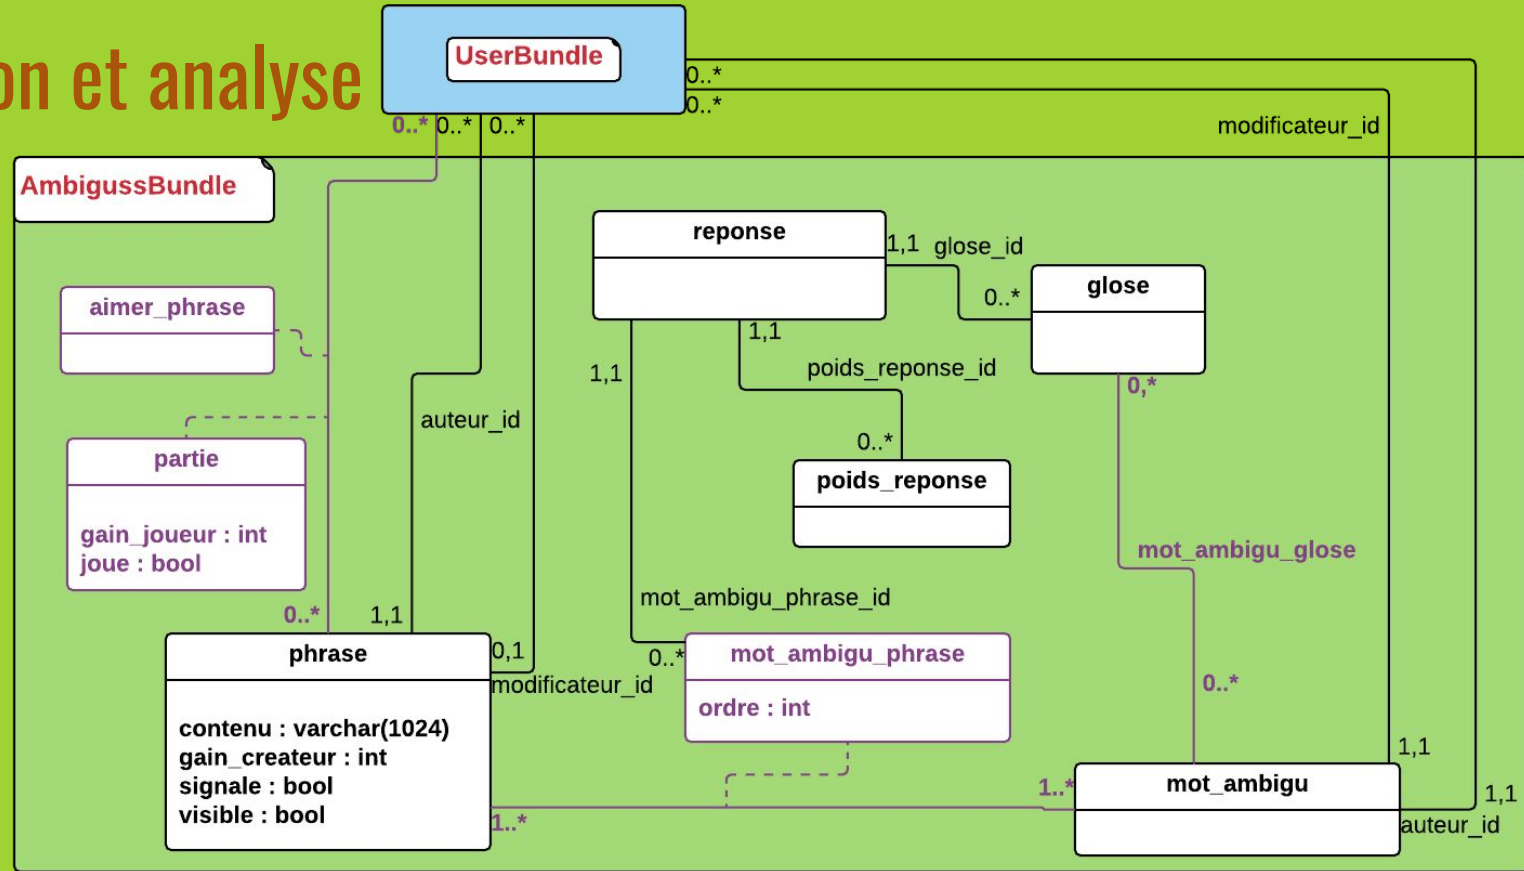 on et analyse
UserBundle
0..*
0..*
0..* 0..* 0..*
modificateur_id
AmbigussBundle
reponse
1,1 glose_id
glose
0..*
aimer_phrase
1,1
poids_reponse_id
1,1
0,*
auteur_id
0..*
partie
poids_reponse
gain_joueur : int
joue : bool
mot_ambigu_glose
mot_ambigu_phrase_id
0..* 1,1
phrase
0,1
modificateur_id
0..*
mot_ambigu_phrase
ordre : int
0..*
contenu : varchar(1024)
gain_createur : int
signale : bool
visible : bool
1..*
1..*
mot_ambigu
1,1
1,1
auteur_id